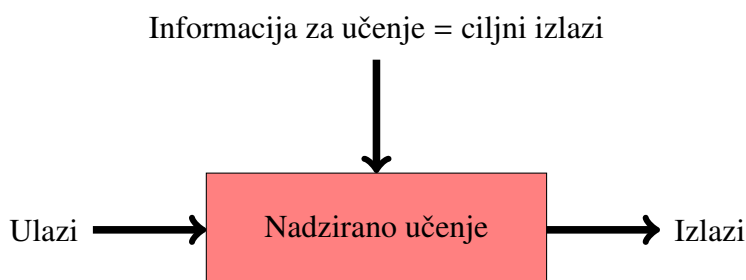 Informacija za učenje = ciljni izlazi
Ulazi
Nadzirano učenje
Izlazi